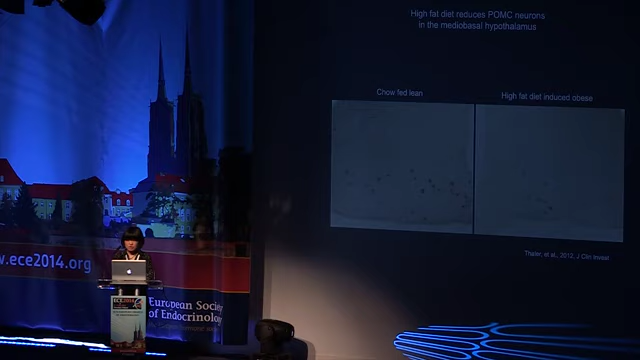 High fat diet reduces POMC neurons
in the mediobasal hypothalamus
Chow fed lean
High fat diet induced obese
Thaler, et al., 2012, J Clin Invest
w.ece2014.org
European Socie
of Endocrinolo
ECE2014